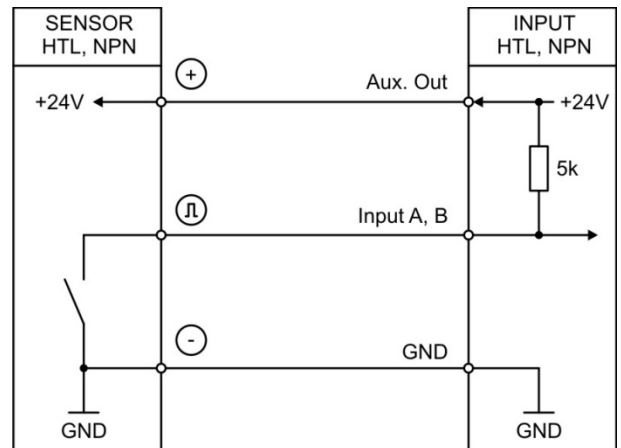 SENSOR
HTL, NPN
INPUT
HTL, NPN
+
Aux. Out
+24V
+24V
5k
Input A, B
-
GND
GND
GND